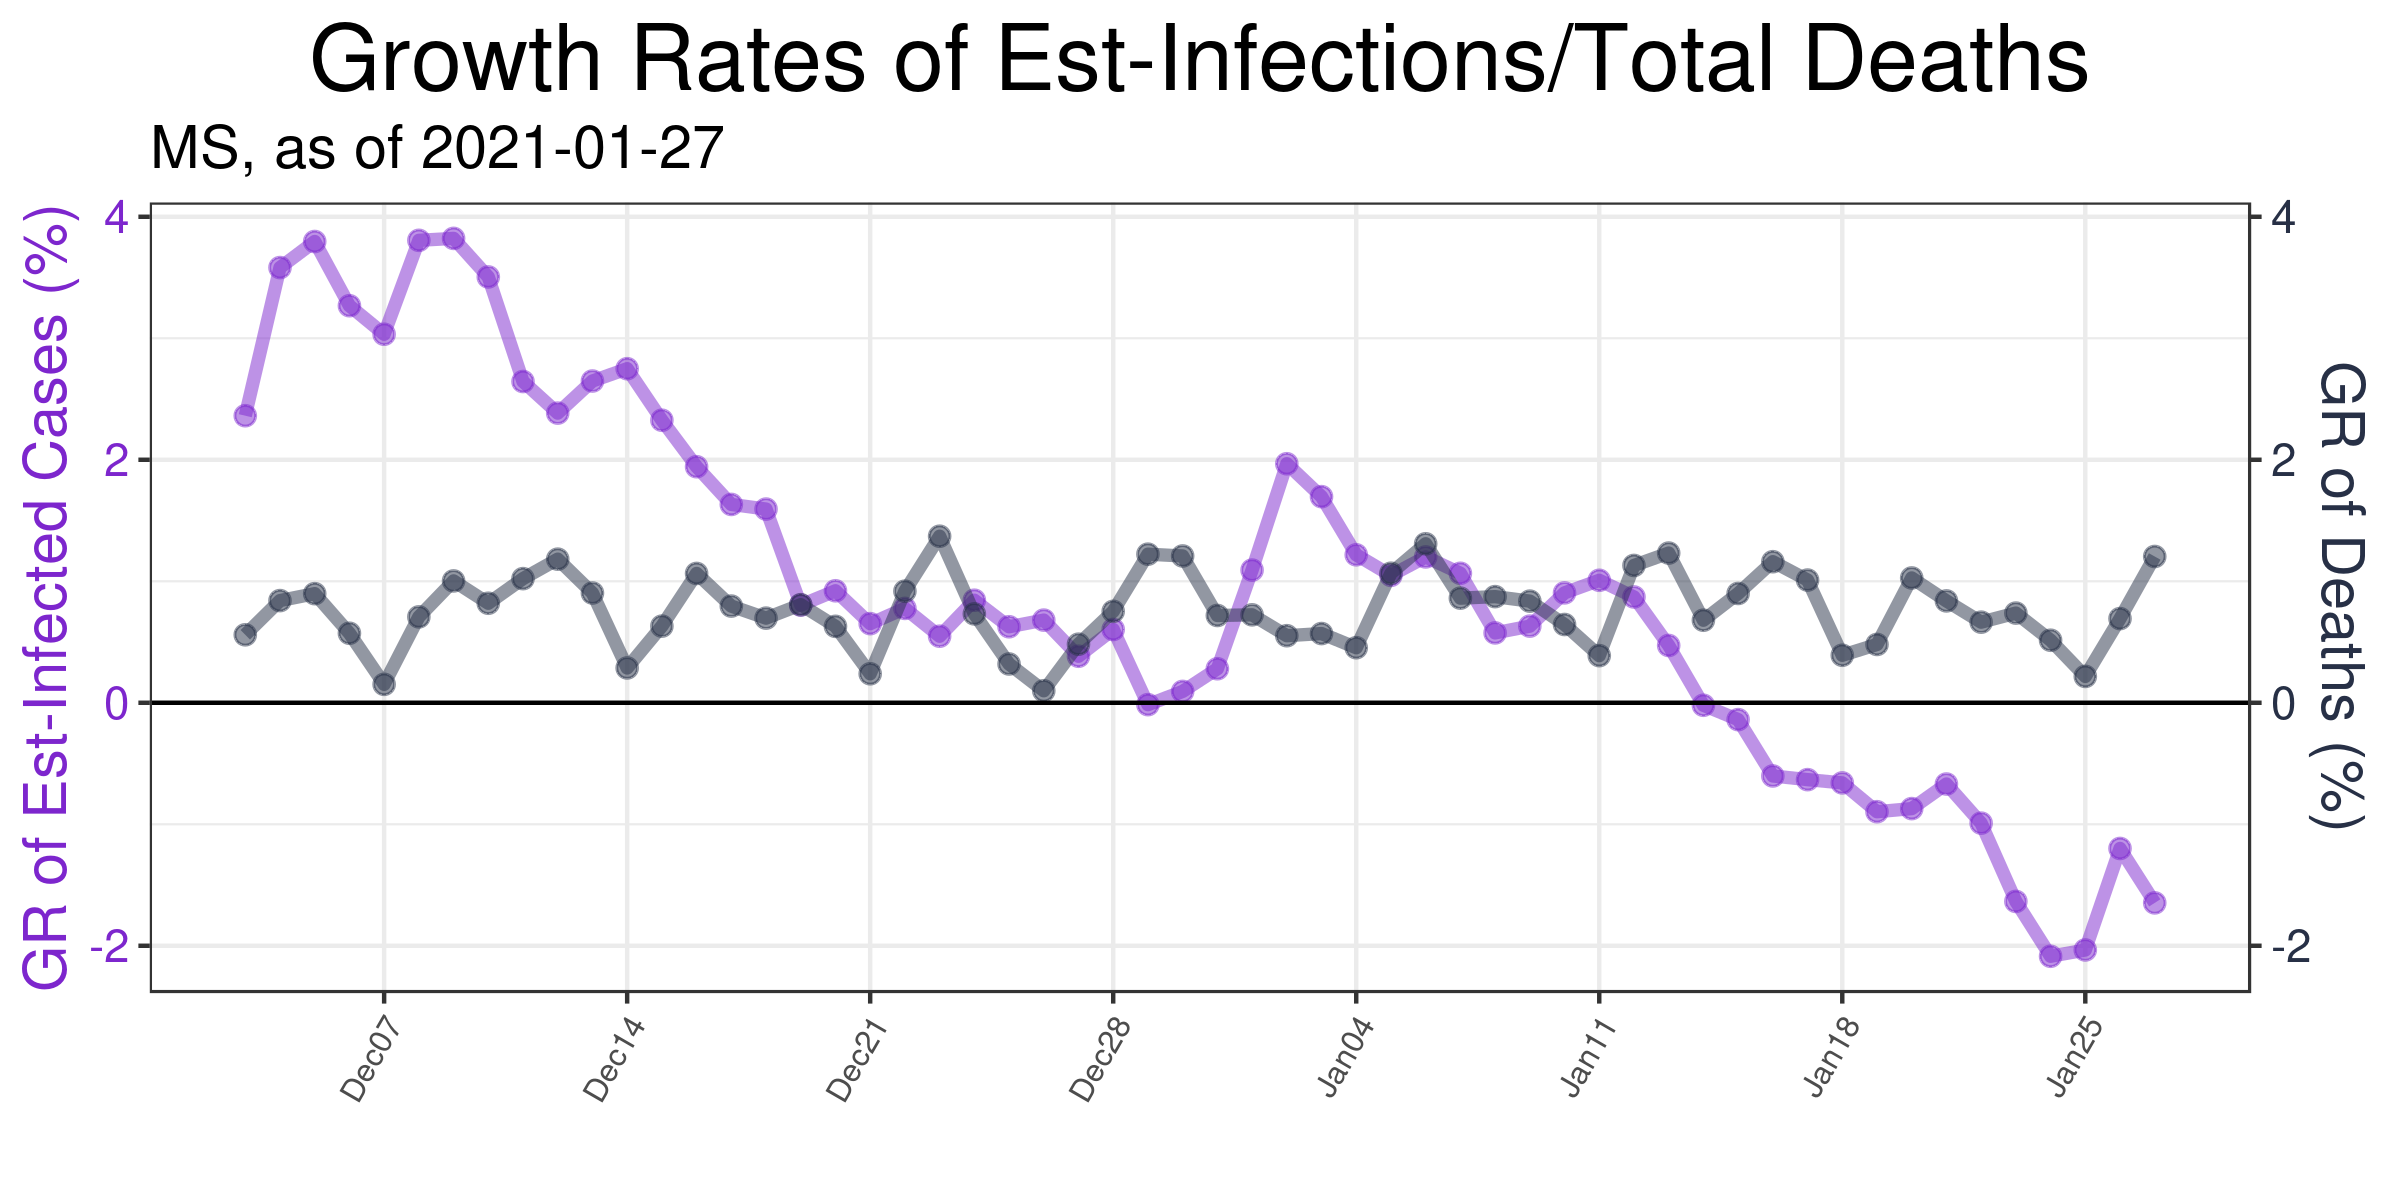 Growth Rates of Est-Infections/Total Deaths
MS, as of 2021-01-27
GR of Est-Infected Cases (%)
4
2
0
-2
4
2
0
-2
GR of Deaths (%)
Dec07
Dec14
Dec21
Dec28
Jan04
Jan11
Jan18
Jan25